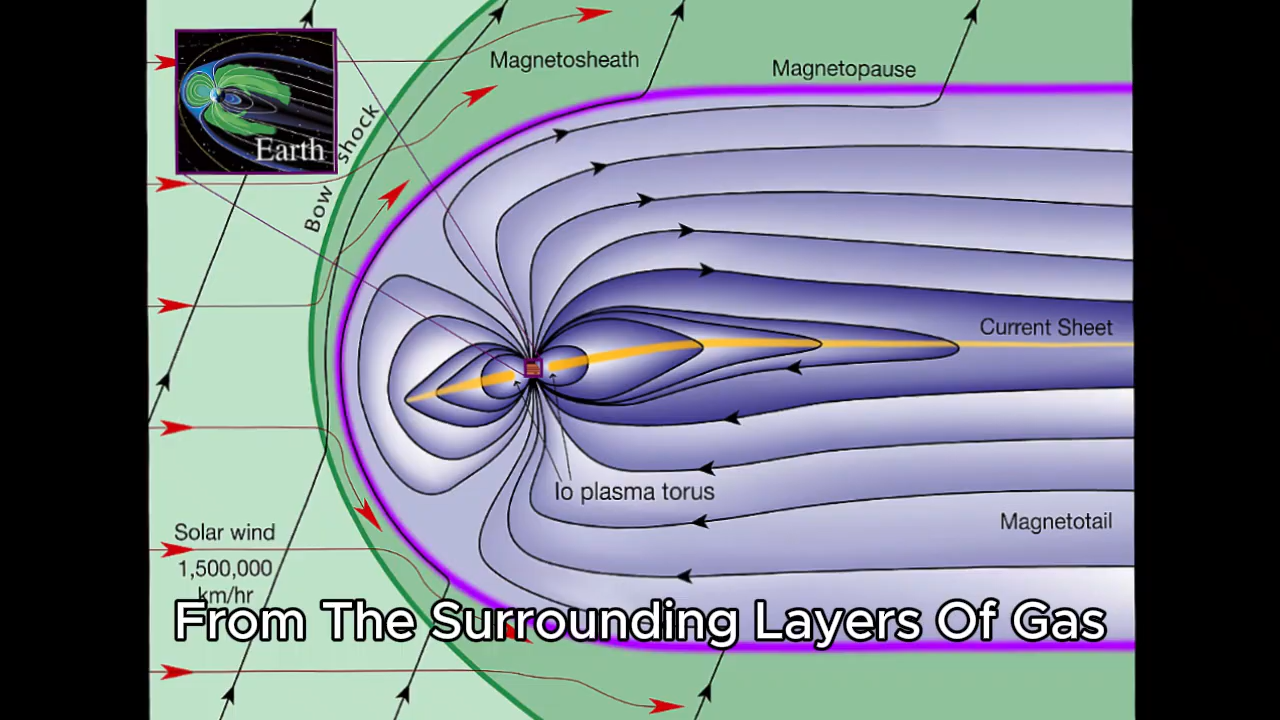 Magnetosheath
Magnetopause
Earth
Bow shock
Current Sheet
Io plasma torus
Magnetotail
Solar wind
1,500,000
km/hr
From The Surrounding Layers Of Gas